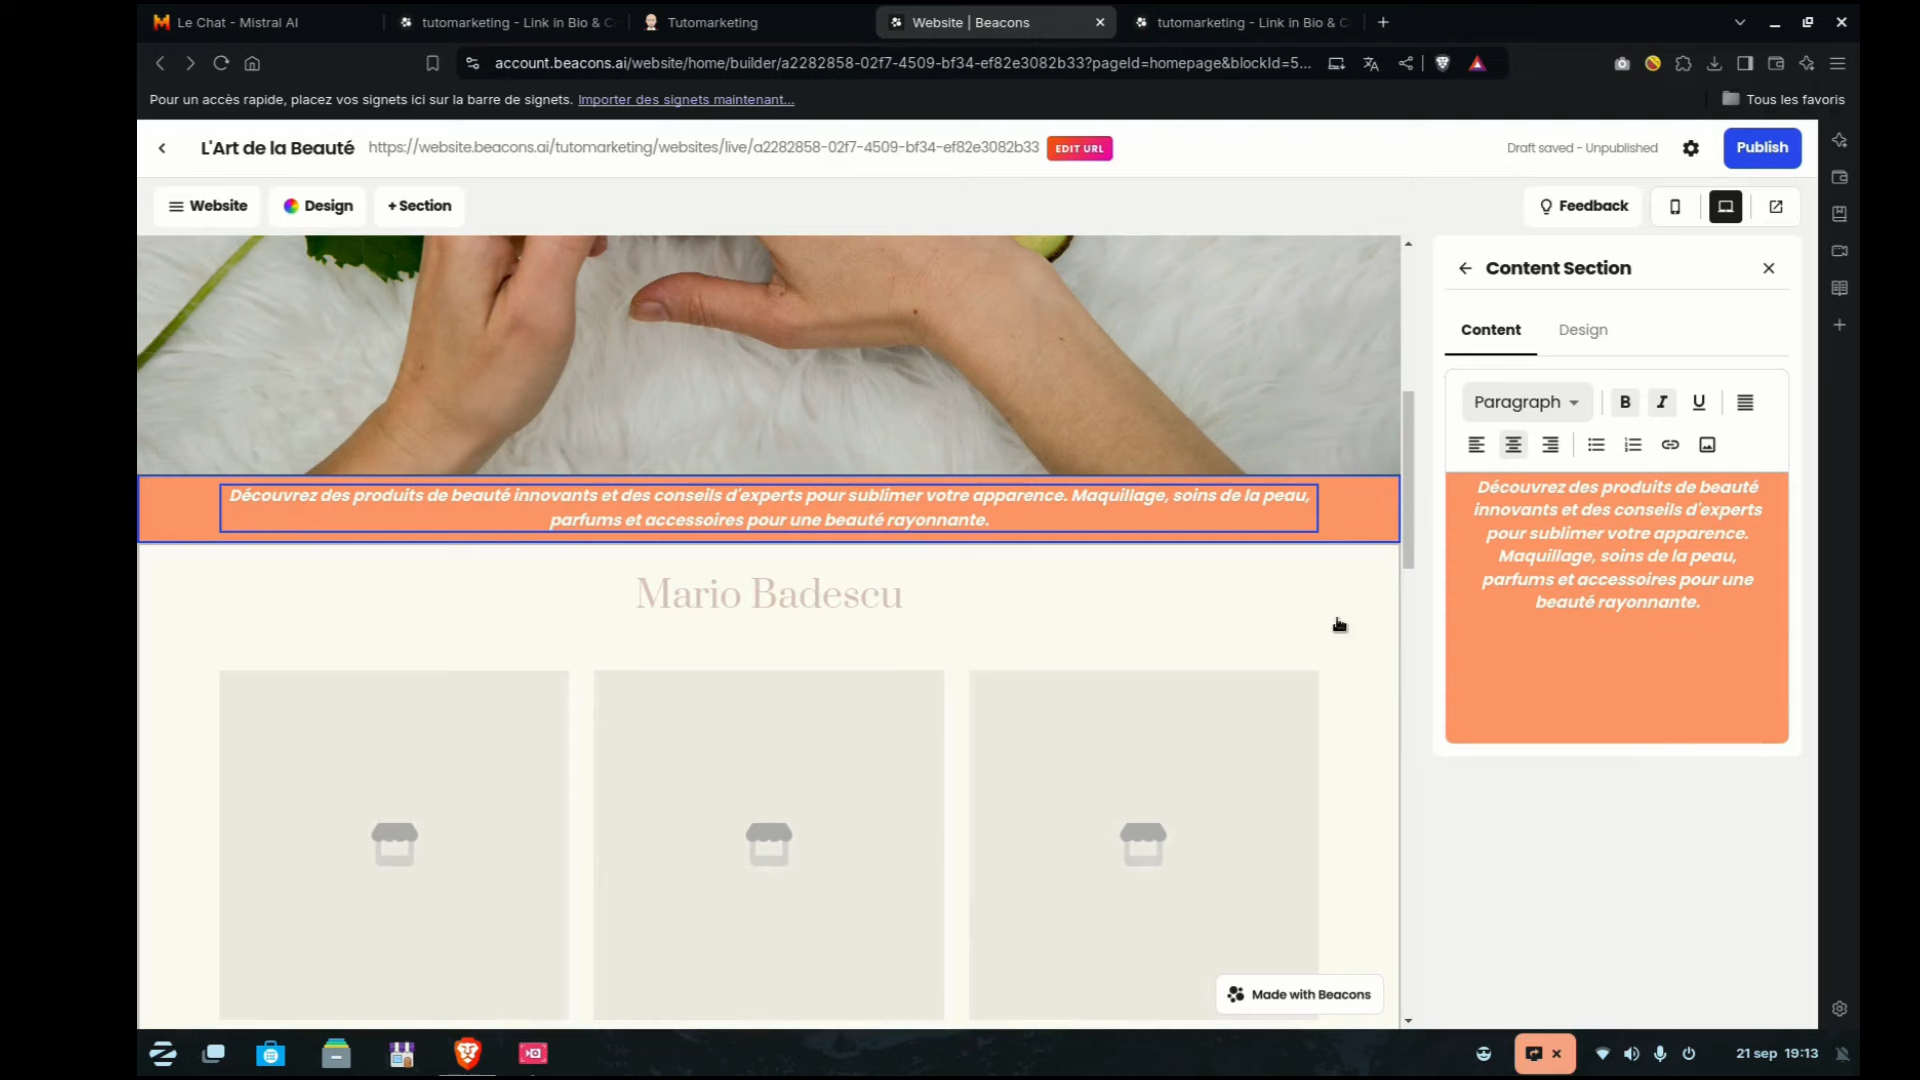 Le Chat - Mistral AI
tutomarketing - Link in Bio & C
Tutomarketing
Website | Beacons
tutomarketing - Link in Bio & C
account.beacons.ai/website/home/builder/a2282858-02f7-4509-bf34-ef82e3082b33?pageId=homepage&blockId=5...
Pour un accès rapide, placez vos signets ici sur la barre de signets. Importer des signets maintenant...
Tous les favoris
L'Art de la Beauté
https://website.beacons.ai/tutomarketing/websites/live/a2282858-02f7-4509-bf34-ef82e3082b33
EDIT URL
Draft saved - Unpublished
Publish
Website
Design
+ Section
Feedback
Content Section
Content
Design
Paragraph
B I U
Découvrez des produits de beauté innovants et des conseils d'experts pour sublimer votre apparence. Maquillage, soins de la peau,
parfums et accessoires pour une beauté rayonnante.
Découvrez des produits de beauté
innovants et des conseils d'experts
pour sublimer votre apparence.
Maquillage, soins de la peau,
parfums et accessoires pour une
beauté rayonnante.
Mario Badescu
Made with Beacons
21 sep 19:13